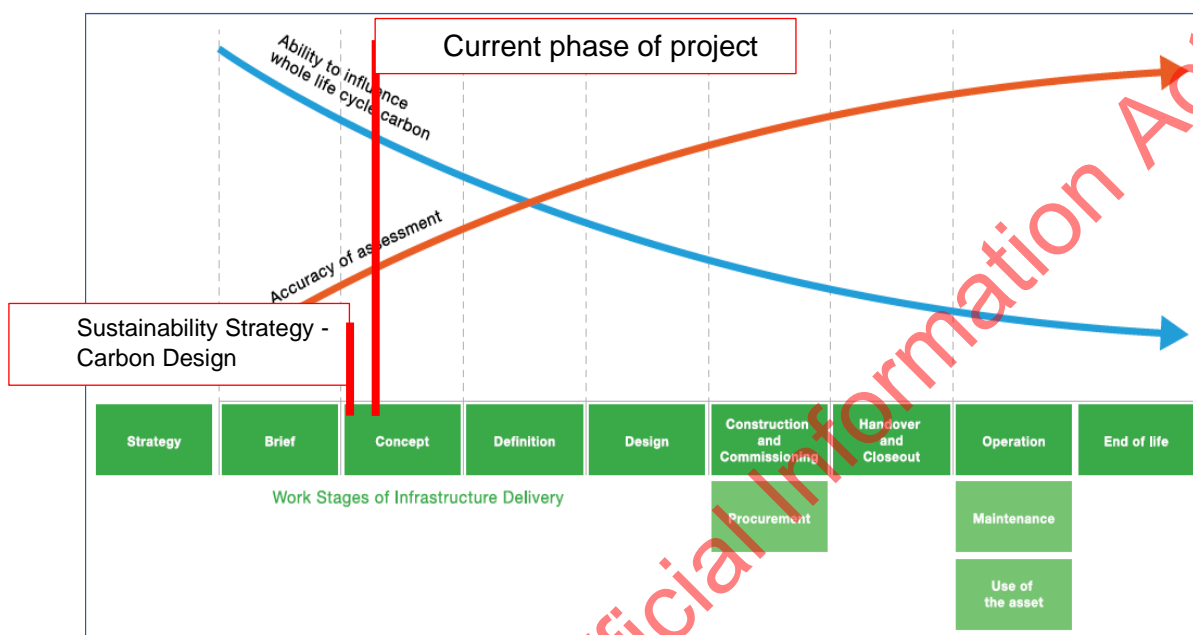 Current phase of project
Ability to influence
whole life cycle carbon
Accuracy of assessment
Sustainability Strategy -
Carbon Design
Strategy
Brief
Concept
Definition
Design
Construction
and
Commissioning
Handover
and
Closeout
Operation
End of life
Work Stages of Infrastructure Delivery
Procurement
Maintenance
Use of
the asset
Official Information Ac